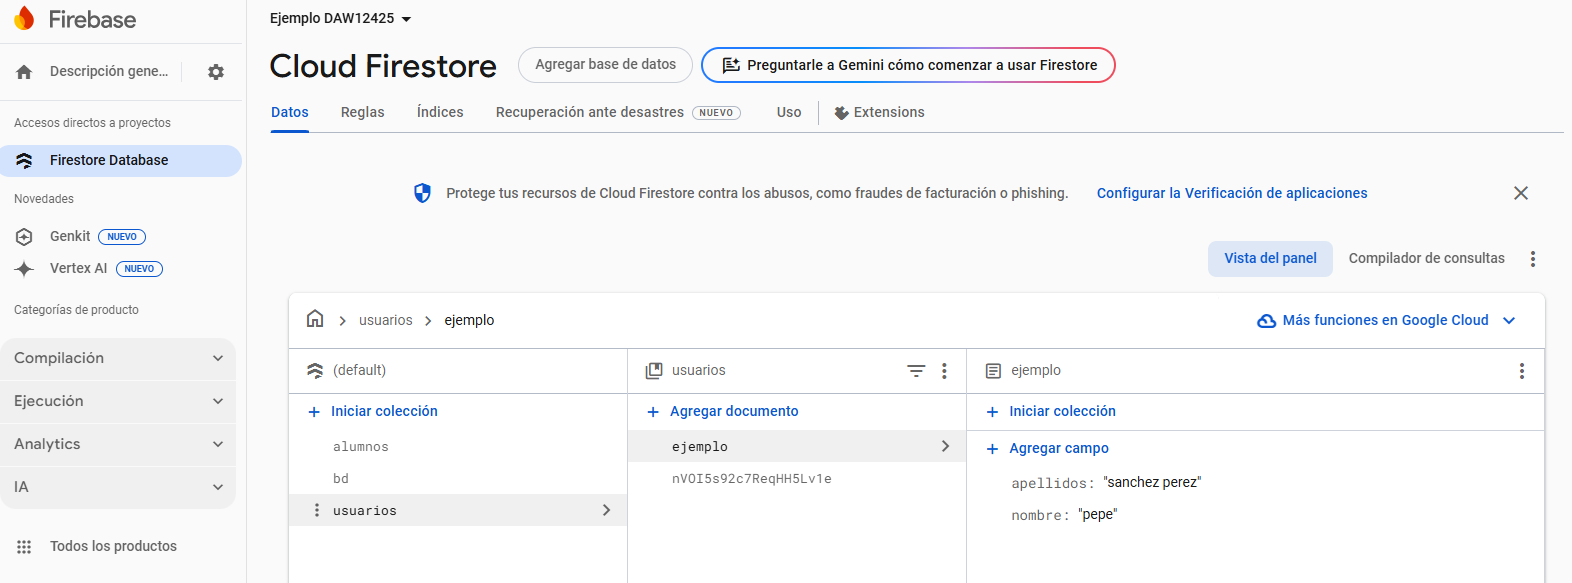 Firebase
Descripción gene...
Accesos directos a proyectos
Firestore Database
Novedades
Genkit NUEVO
Vertex AI NUEVO
Categorías de producto
Compilación
Ejecución
Analytics
IA
Todos los productos
Ejemplo DAW12425
Cloud Firestore
Agregar base de datos
Preguntarle a Gemini cómo comenzar a usar Firestore
Datos Reglas Índices Recuperación ante desastres NUEVO Uso Extensions
Protege tus recursos de Cloud Firestore contra los abusos, como fraudes de facturación o phishing. Configurar la Verificación de aplicaciones
Vista del panel Compilador de consultas
usuarios ejemplo
Más funciones en Google Cloud
(default)
Iniciar colección
alumnos
bd
usuarios
usuarios
Agregar documento
ejemplo
nVOI5s92c7ReqHH5Lv1e
ejemplo
Iniciar colección
Agregar campo
apellidos: "sanchez perez"
nombre: "pepe"